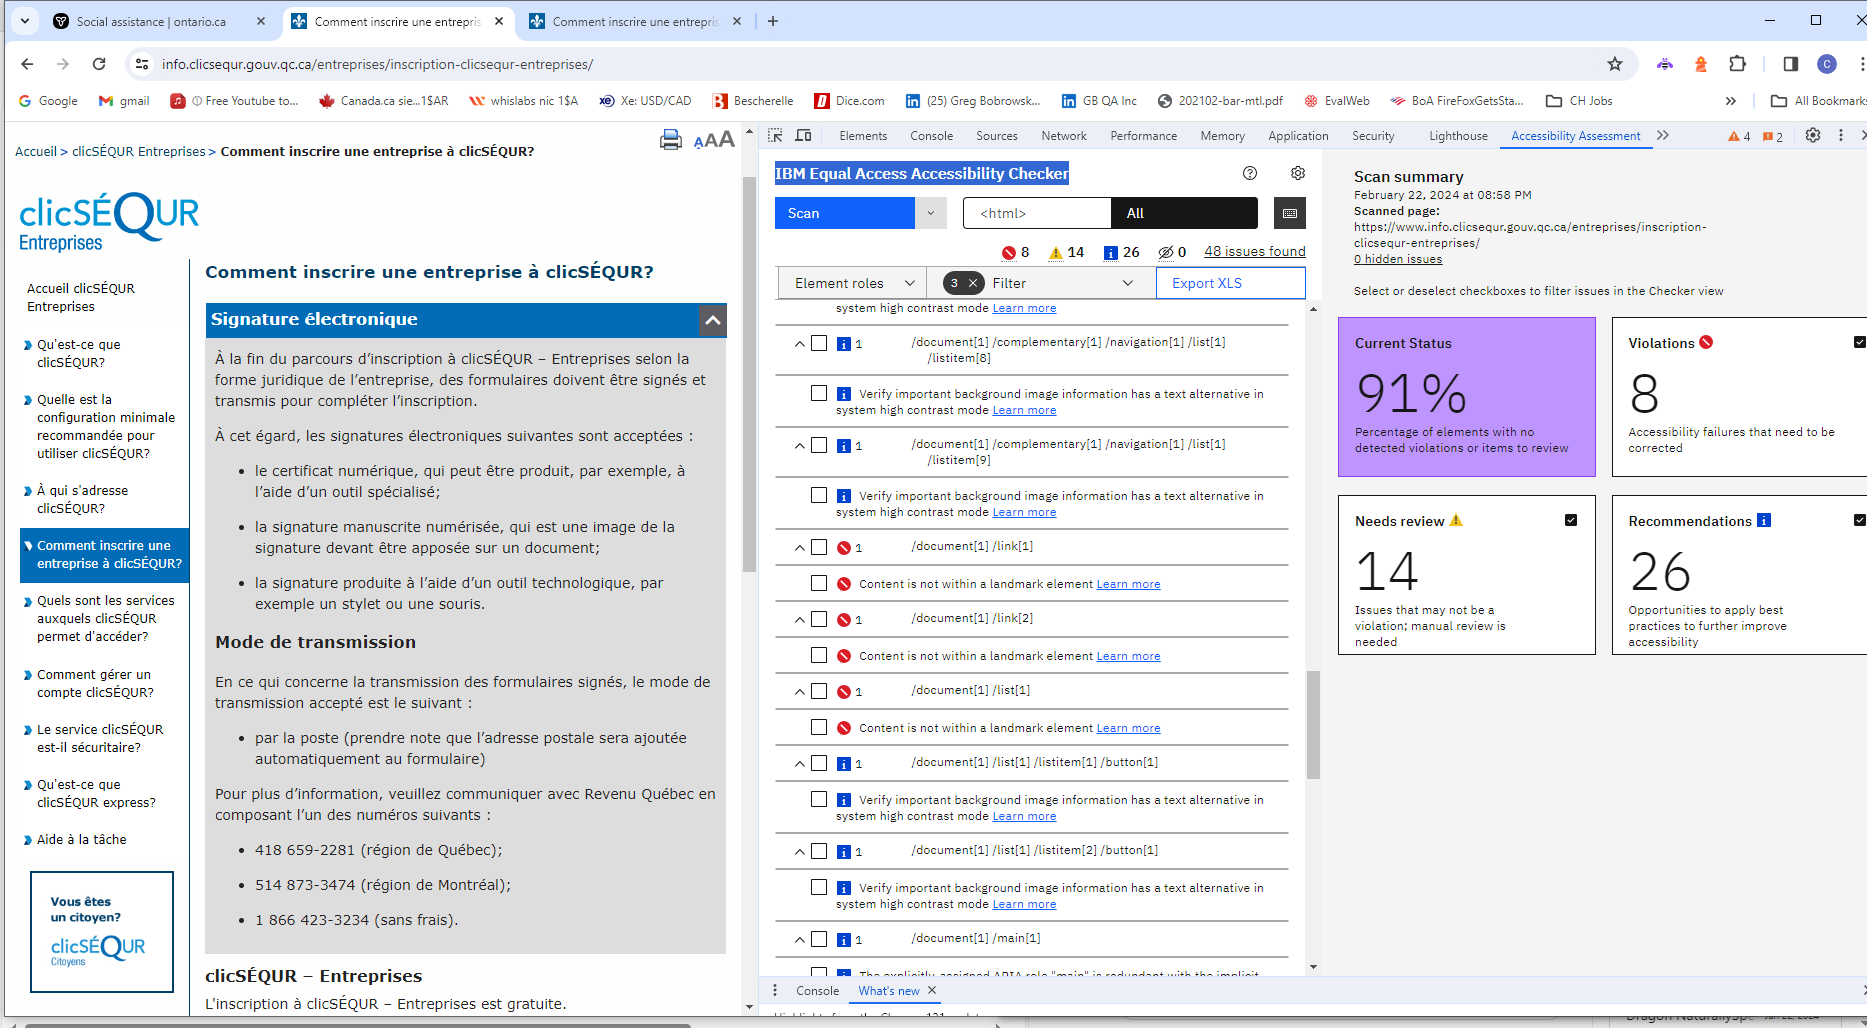 Social assistance | ontario.ca
Comment inscrire une entrepris
Comment inscrire une entrepris
info.clicsequr.gouv.qc.ca/entreprises/inscription-clicsequr-entreprises/
C
Google
gmail
Free Youtube to...
Canada.ca sie...1$AR
whislabs nic 1$A
Xe: USD/CAD
Bescherelle
Dice.com
(25) Greg Bobrowsk...
GB QA Inc
202102-bar-mtl.pdf
EvalWeb
BoA FireFoxGetsSta...
CH Jobs
All Bookmarks
Accueil > clicSÉQUR Entreprises > Comment inscrire une entreprise à clicSÉQUR?
AAA
clicSÉQUR
Entreprises
Accueil clicSÉQUR
Entreprises
Qu'est-ce que
clicSÉQUR?
Quelle est la
configuration minimale
recommandée pour
utiliser clicSÉQUR?
À qui s'adresse
clicSÉQUR?
Comment inscrire une
entreprise à clicSÉQUR?
Quels sont les services
auxquels clicSÉQUR
permet d'accéder?
Comment gérer un
compte clicSÉQUR?
Le service clicSÉQUR
est-il sécuritaire?
Qu'est-ce que
clicSÉQUR express?
Aide à la tâche
Vous êtes
un citoyen?
clicSÉQUR
Citoyens
Comment inscrire une entreprise à clicSÉQUR?
Signature électronique
À la fin du parcours d’inscription à clicSÉQUR – Entreprises selon la
forme juridique de l’entreprise, des formulaires doivent être signés et
transmis pour compléter l’inscription.
À cet égard, les signatures électroniques suivantes sont acceptées :
• le certificat numérique, qui peut être produit, par exemple, à
l’aide d’un outil spécialisé;
• la signature manuscrite numérisée, qui est une image de la
signature devant être apposée sur un document;
• la signature produite à l’aide d’un outil technologique, par
exemple un stylet ou une souris.
Mode de transmission
En ce qui concerne la transmission des formulaires signés, le mode de
transmission accepté est le suivant :
• par la poste (prendre note que l’adresse postale sera ajoutée
automatiquement au formulaire)
Pour plus d’information, veuillez communiquer avec Revenu Québec en
composant l’un des numéros suivants :
• 418 659-2281 (région de Québec);
• 514 873-3474 (région de Montréal);
• 1 866 423-3234 (sans frais).
clicSÉQUR – Entreprises
L'inscription à clicSÉQUR – Entreprises est gratuite.
Elements
Console
Sources
Network
Performance
Memory
Application
Security
Lighthouse
Accessibility Assessment
4
2
IBM Equal Access Accessibility Checker
Scan
<html>
All
8
14
26
0
48 issues found
Element roles
3
Filter
Export XLS
system high contrast mode Learn more
1 /document[1] /complementary[1] /navigation[1] /list[1]
/listitem[8]
Verify important background image information has a text alternative in
system high contrast mode Learn more
1 /document[1] /complementary[1] /navigation[1] /list[1]
/listitem[9]
Verify important background image information has a text alternative in
system high contrast mode Learn more
1 /document[1] /link[1]
Content is not within a landmark element Learn more
1 /document[1] /link[2]
Content is not within a landmark element Learn more
1 /document[1] /list[1]
Content is not within a landmark element Learn more
1 /document[1] /list[1] /listitem[1] /button[1]
Verify important background image information has a text alternative in
system high contrast mode Learn more
1 /document[1] /list[1] /listitem[2] /button[1]
Verify important background image information has a text alternative in
system high contrast mode Learn more
1 /document[1] /main[1]
The explicitly-assigned ARIA role "main" is redundant with the implicit
Scan summary
February 22, 2024 at 08:58 PM
Scanned page:
https://www.info.clicsequr.gouv.qc.ca/entreprises/inscription-
clicsequr-entreprises/
0 hidden issues
Select or deselect checkboxes to filter issues in the Checker view
Current Status
91%
Percentage of elements with no
detected violations or items to review
Violations
8
Accessibility failures that need to be
corrected
Needs review
14
Issues that may not be a
violation; manual review is
needed
Recommendations
26
Opportunities to apply best
practices to further improve
accessibility
Console
What's new